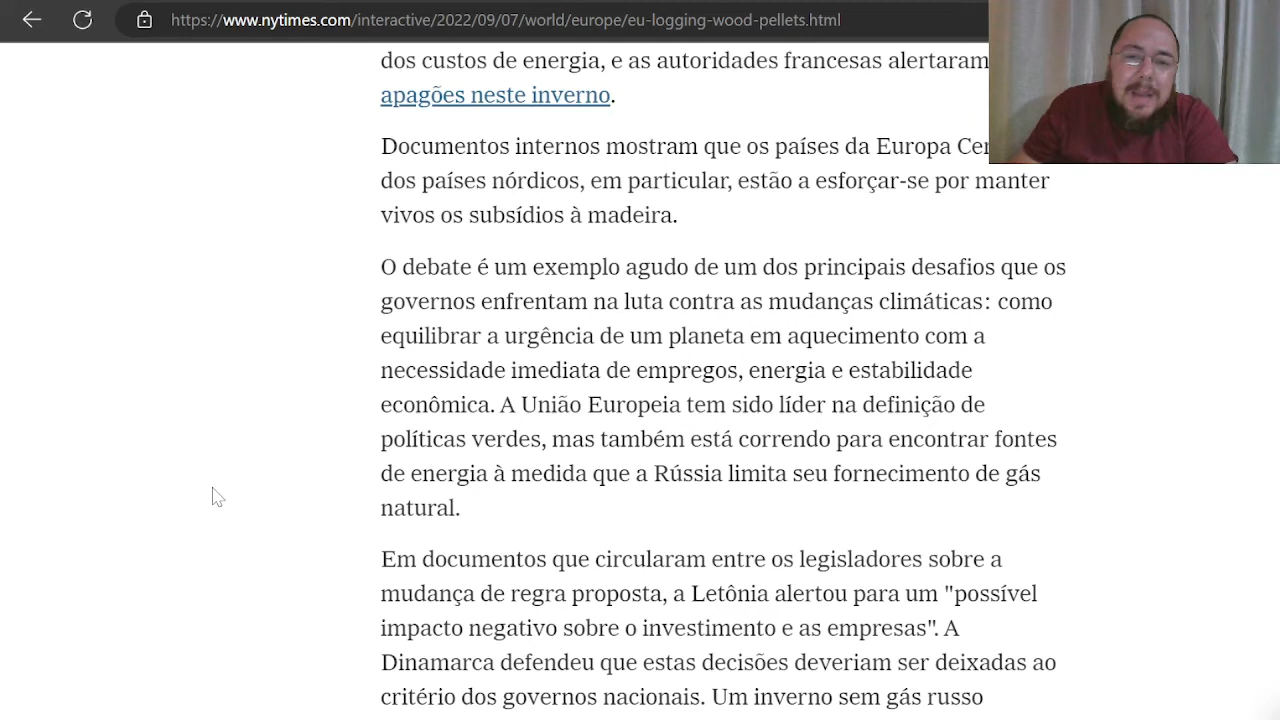 https://www.nytimes.com/interactive/2022/09/07/world/europe/eu-logging-wood-pellets.html
dos custos de energia, e as autoridades francesas alertaram
apagões neste inverno.
Documentos internos mostram que os países da Europa
dos países nórdicos, em particular, estão a esforçar-se por manter
vivos os subsídios à madeira.
O debate é um exemplo agudo de um dos principais desafios que os
governos enfrentam na luta contra as mudanças climáticas: como
equilibrar a urgência de um planeta em aquecimento com a
necessidade imediata de empregos, energia e estabilidade
econômica. A União Europeia tem sido líder na definição de
políticas verdes, mas também está correndo para encontrar fontes
de energia à medida que a Rússia limita seu fornecimento de gás
natural.
Em documentos que circularam entre os legisladores sobre a
mudança de regra proposta, a Letônia alertou para um "possível
impacto negativo sobre o investimento e as empresas". A
Dinamarca defendeu que estas decisões deveriam ser deixadas ao
critério dos governos nacionais. Um inverno sem gás russo